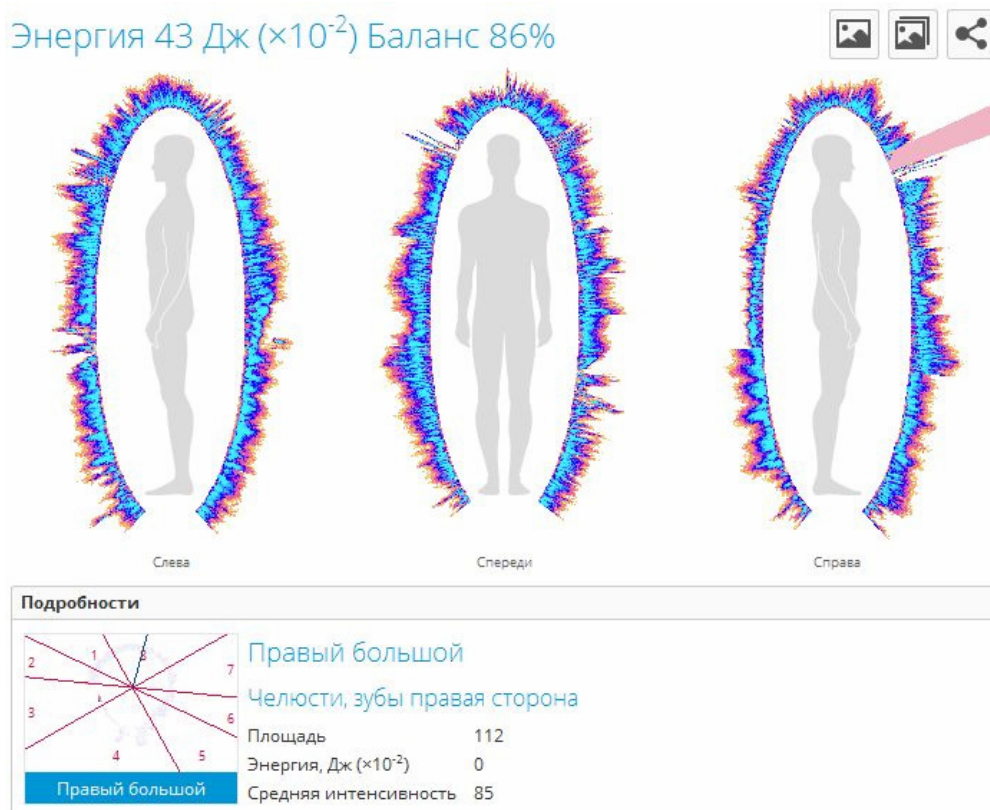 Энергия 43 Дж (×10⁻²) Баланс 86%
Слева
Спереди
Справа
Подробности
1
8
2
7
3
6
4
5
Правый большой
Правый большой
Челюсти, зубы правая сторона
Площадь 112
Энергия, Дж (×10⁻²) 0
Средняя интенсивность 85